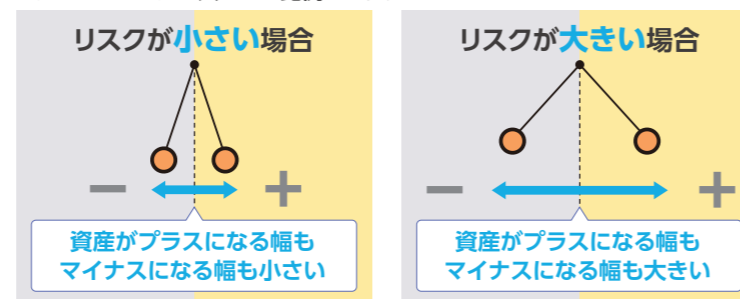 リスクが小さい場合
− +
資産がプラスになる幅も
マイナスになる幅も小さい
リスクが大きい場合
− +
資産がプラスになる幅も
マイナスになる幅も大きい